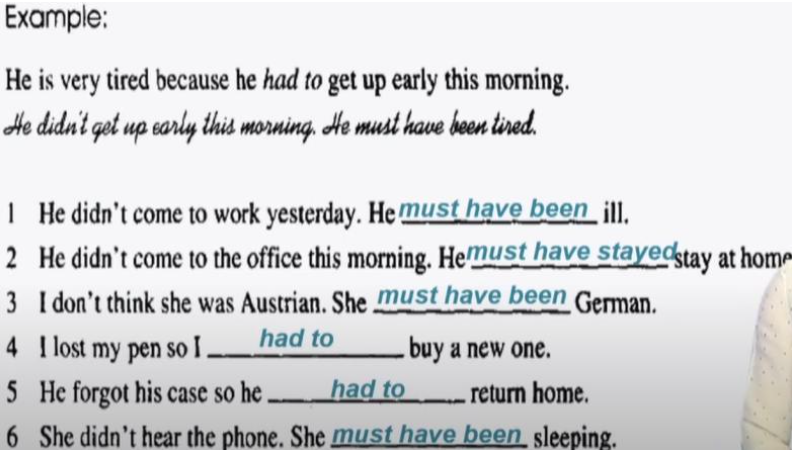 Example:
He is very tired because he had to get up early this morning.
He didn't get up early this morning. He must have been tired.
1 He didn't come to work yesterday. He must have been ill.
2 He didn't come to the office this morning. He must have stayed stay at home
3 I don't think she was Austrian. She must have been German.
4 I lost my pen so I had to buy a new one.
5 He forgot his case so he had to return home.
6 She didn't hear the phone. She must have been sleeping.